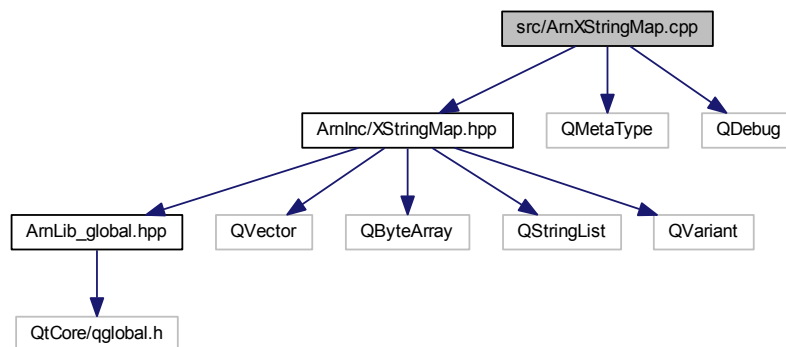 src/ArnXStringMap.cpp
ArnInc/XStringMap.hpp
QMetaType
QDebug
ArnLib_global.hpp
QVector
QByteArray
QStringList
QVariant
QtCore/qglobal.h